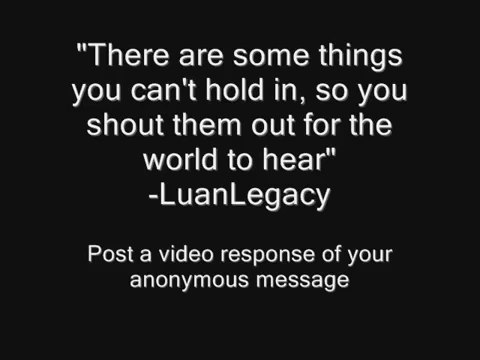 "There are some things
you can't hold in, so you
shout them out for the
world to hear"
-LuanLegacy
Post a video response of your
anonymous message